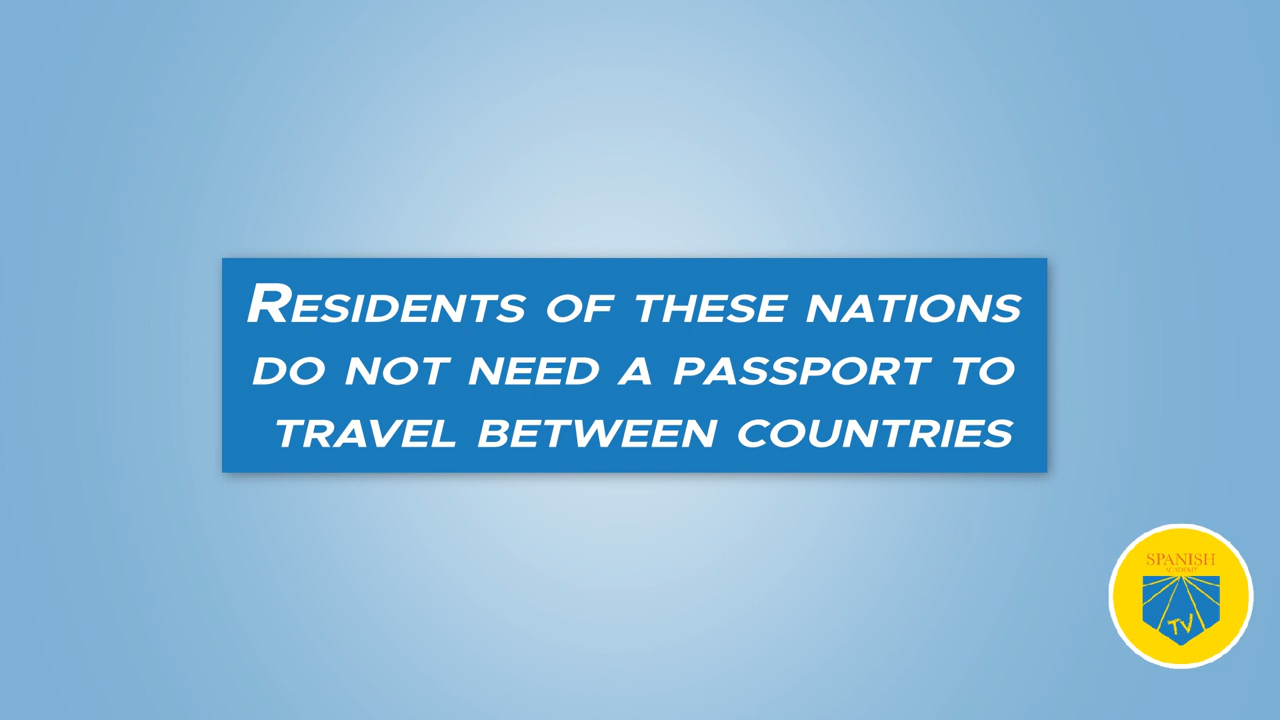 RESIDENTS OF THESE NATIONS
DO NOT NEED A PASSPORT TO
TRAVEL BETWEEN COUNTRIES
SPANISH
ACADEMY
TV